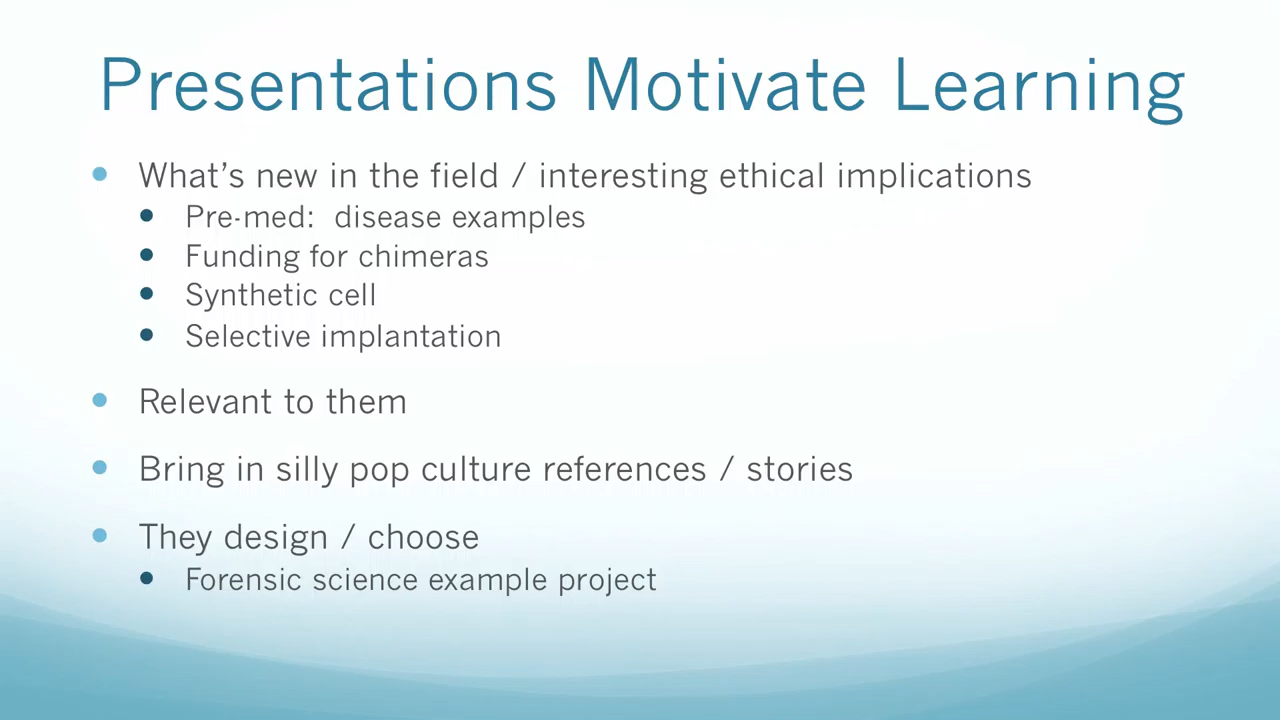 Presentations Motivate Learning
• What’s new in the field / interesting ethical implications
• Pre-med:  disease examples
• Funding for chimeras
• Synthetic cell
• Selective implantation
• Relevant to them
• Bring in silly pop culture references / stories
• They design / choose
• Forensic science example project